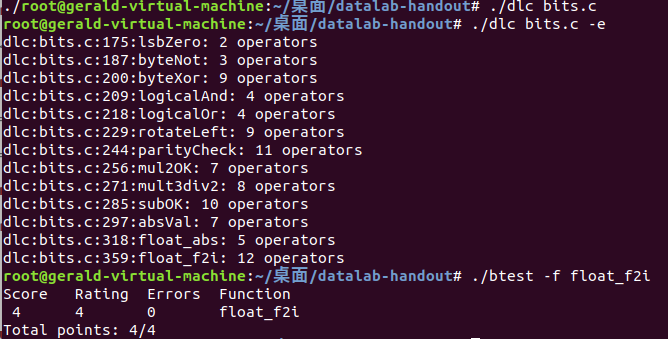 ./root@gerald-virtual-machine:~/桌面/datalab-handout# ./dlc bits.c
root@gerald-virtual-machine:~/桌面/datalab-handout# ./dlc bits.c -e
dlc:bits.c:175:lsbZero: 2 operators
dlc:bits.c:187:byteNot: 3 operators
dlc:bits.c:200:byteXor: 9 operators
dlc:bits.c:209:logicalAnd: 4 operators
dlc:bits.c:218:logicalOr: 4 operators
dlc:bits.c:229:rotateLeft: 9 operators
dlc:bits.c:244:parityCheck: 11 operators
dlc:bits.c:256:mul2OK: 7 operators
dlc:bits.c:271:mult3div2: 8 operators
dlc:bits.c:285:subOK: 10 operators
dlc:bits.c:297:absVal: 7 operators
dlc:bits.c:318:float_abs: 5 operators
dlc:bits.c:359:float_f2i: 12 operators
root@gerald-virtual-machine:~/桌面/datalab-handout# ./btest -f float_f2i
Score Rating Errors Function
4 4 0 float_f2i
Total points: 4/4